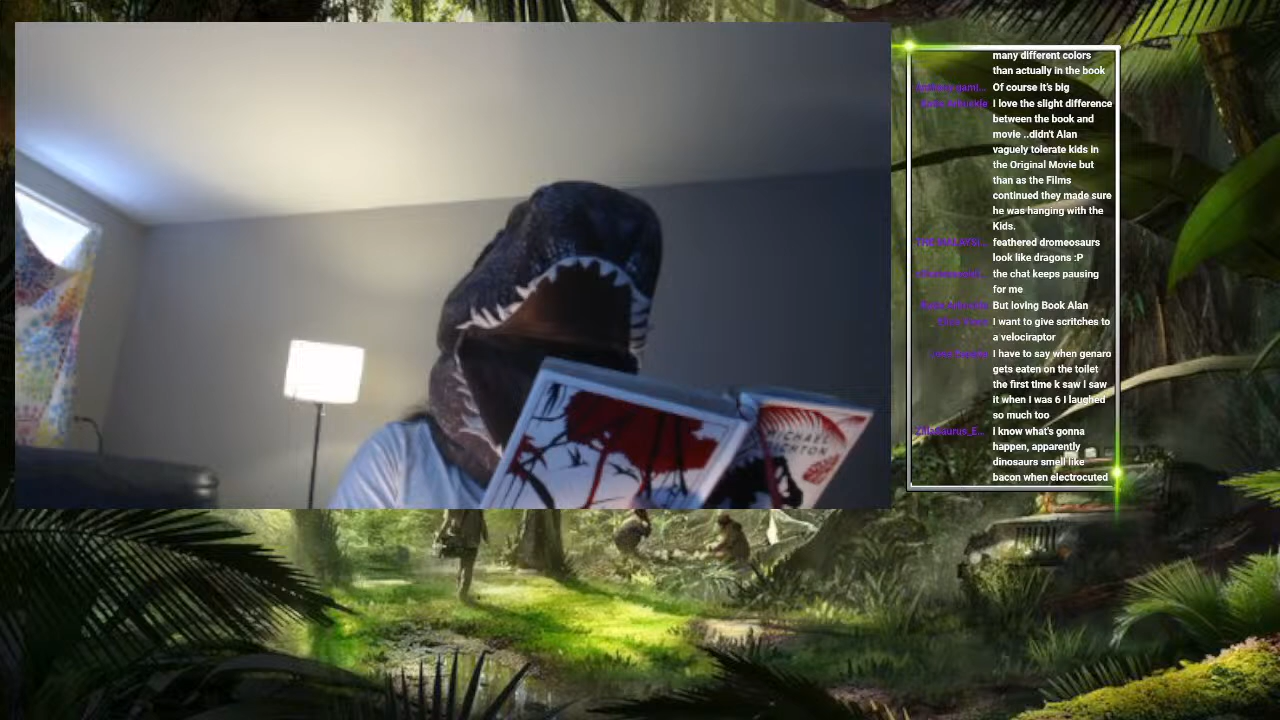 many different colors
than actually in the book
Of course It's big
I love the slight difference
between the book and
movie ..didn't Alan
vaguely tolerate kids in
the Original Movie but
than as the Films
continued they made sure
he was hanging with the
Kids.
feathered dromeosaurs
look like dragons :P
the chat keeps pausing
for me
But loving Book Alan
I want to give scritches to
a velociraptor
I have to say when genaro
gets eaten on the toilet
the first time k saw i saw
it when I was 6 I laughed
so much too
I know what's gonna
happen, apparently
dinosaurs smell like
bacon when electrocuted
MICHAEL